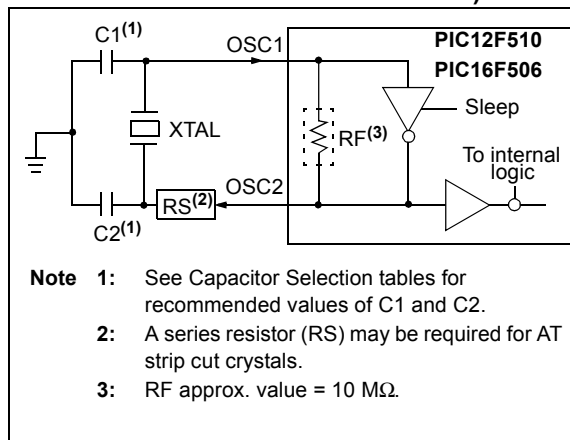 C1(1)
OSC1
PIC12F510
PIC16F506
Sleep
XTAL
RF(3)
To internal
logic
OSC2
RS(2)
C2(1)
Note 1: See Capacitor Selection tables for
recommended values of C1 and C2.
2: A series resistor (RS) may be required for AT
strip cut crystals.
3: RF approx. value = 10 MΩ.